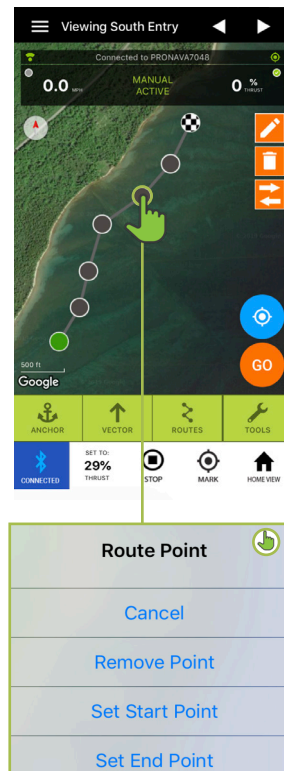 Viewing South Entry
Connected to PRONAVA7048
0.0 MPH
MANUAL
ACTIVE
0 % THRUST
500 ft
Google
GO
ANCHOR
VECTOR
ROUTES
TOOLS
CONNECTED
SET TO:
29%
THRUST
STOP
MARK
HOME VIEW
Route Point
Cancel
Remove Point
Set Start Point
Set End Point